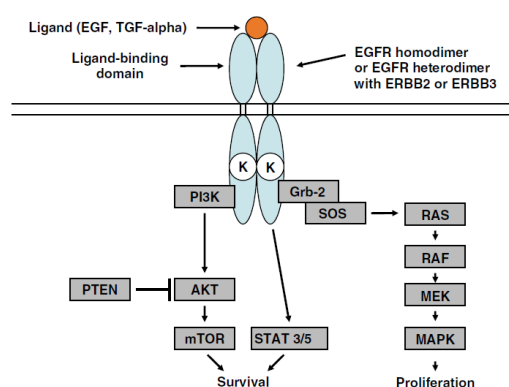 Ligand (EGF, TGF-alpha)
Ligand-binding
domain
EGFR homodimer
or EGFR heterodimer
with ERBB2 or ERBB3
K K
PI3K
Grb-2
SOS
RAS
RAF
PTEN
AKT
MEK
mTOR
STAT 3/5
MAPK
Survival
Proliferation